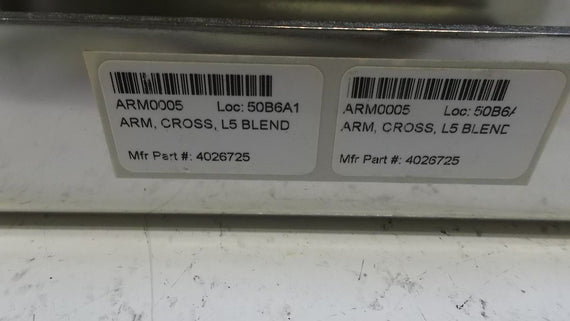 ARM0005 Loc: 50B6A1
ARM, CROSS, L5 BLEND
Mfr Part #: 4026725
ARM0005 Loc: 50B6A
ARM, CROSS, L5 BLEND
Mfr Part #: 4026725